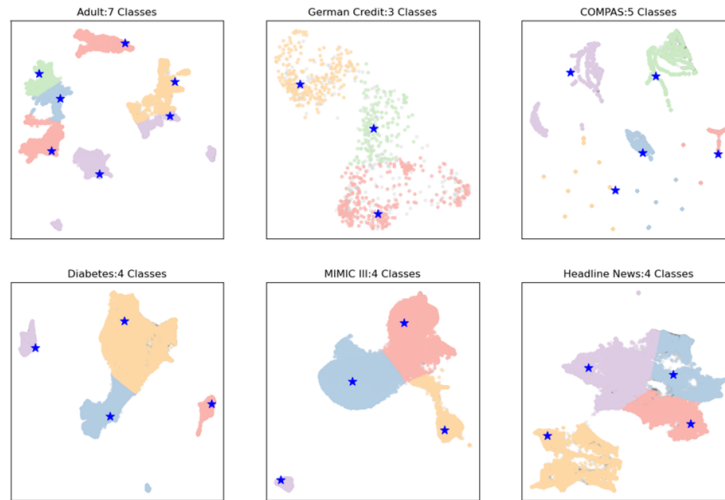 Adult:7 Classes
German Credit:3 Classes
COMPAS:5 Classes
Diabetes:4 Classes
MIMIC III:4 Classes
Headline News:4 Classes